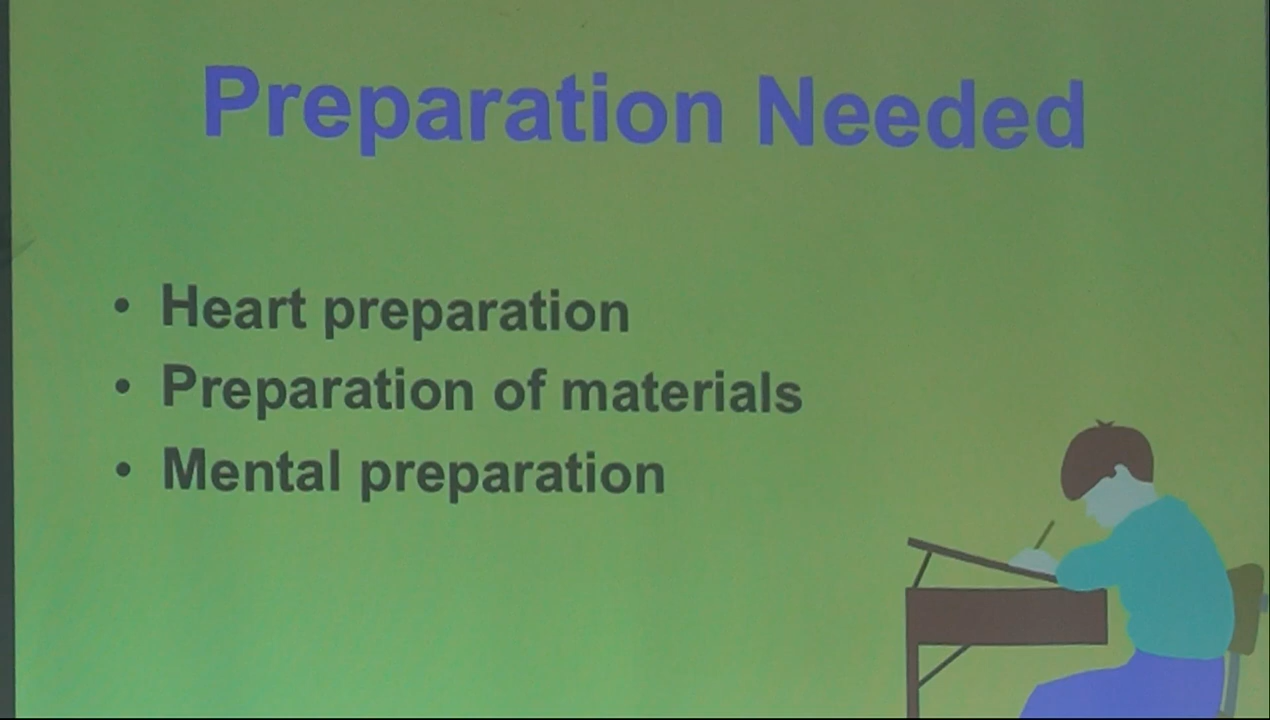 Preparation Needed
• Heart preparation
• Preparation of materials
• Mental preparation